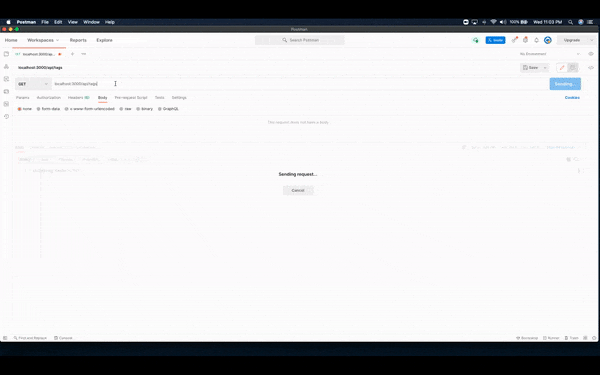 Postman File Edit View Window Help 100% Wed 11:03 PM
Postman
Home Workspaces Reports Explore Search Postman Invite Upgrade
GET localhost:3000/api... No Environment
localhost:3000/api/tags Save
GET localhost:3000/api/tags Sending...
Params Authorization Headers Body Pre-request Script Tests Settings Cookies
none form-data x-www-form-urlencoded raw binary GraphQL
This request does not have a body
Sending request...
Cancel
Find and Replace Console Bootcamp Runner Trash